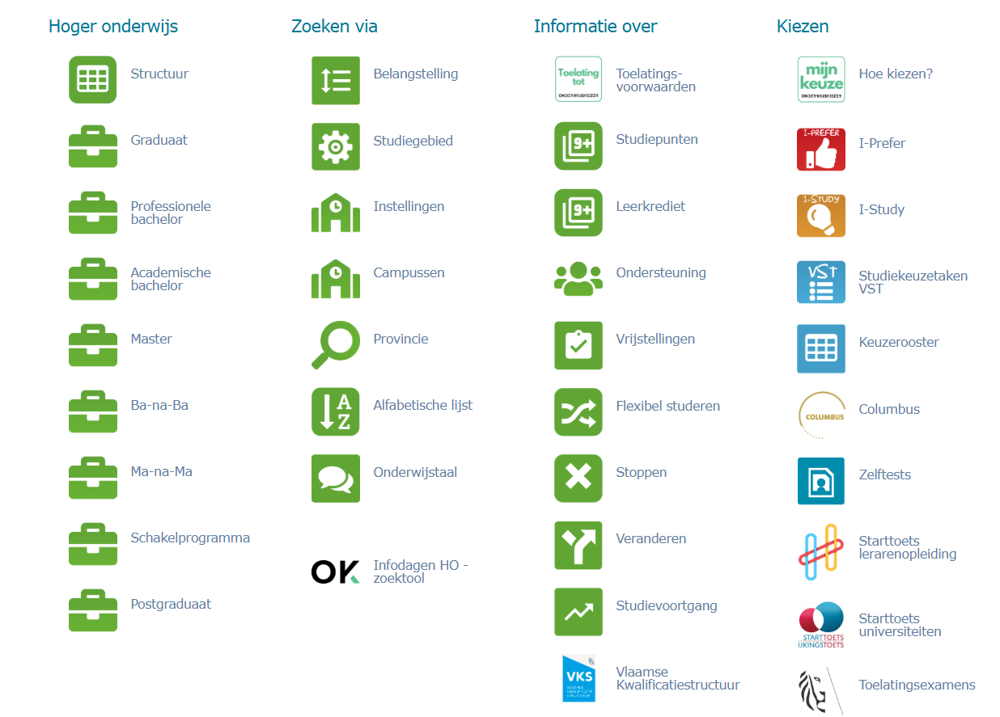 Hoger onderwijs
Structuur
Graduaat
Professionele
bachelor
Academische
bachelor
Master
Ba-na-Ba
Ma-na-Ma
Schakelprogramma
Postgraduaat
Zoeken via
Belangstelling
Studiegebied
Instellingen
Campussen
Provincie
A
Z
Alfabetische lijst
Onderwijstaal
OK
Infodagen HO -
zoektool
Informatie over
Toelating
tot
ONDERWIJSKIEZER
Toelatings-
voorwaarden
9+
Studiepunten
9+
Leerkrediet
Ondersteuning
Vrijstellingen
Flexibel studeren
Stoppen
Veranderen
Studievoortgang
VKS
VLAAMSE
KWALIFICATIE
STRUCTUUR
Vlaamse
Kwalificatiestructuur
Kiezen
mijn
keuze
ONDERWIJSKIEZER
Hoe kiezen?
I-PREFER
I-Prefer
I-STUDY
I-Study
VST
Studiekeuzetaken
VST
Keuzerooster
COLUMBUS
Columbus
Zelftests
Starttoets
lerarenopleiding
STARTTOETS
IJKINGSTOETS
Starttoets
universiteiten
Toelatingsexamens